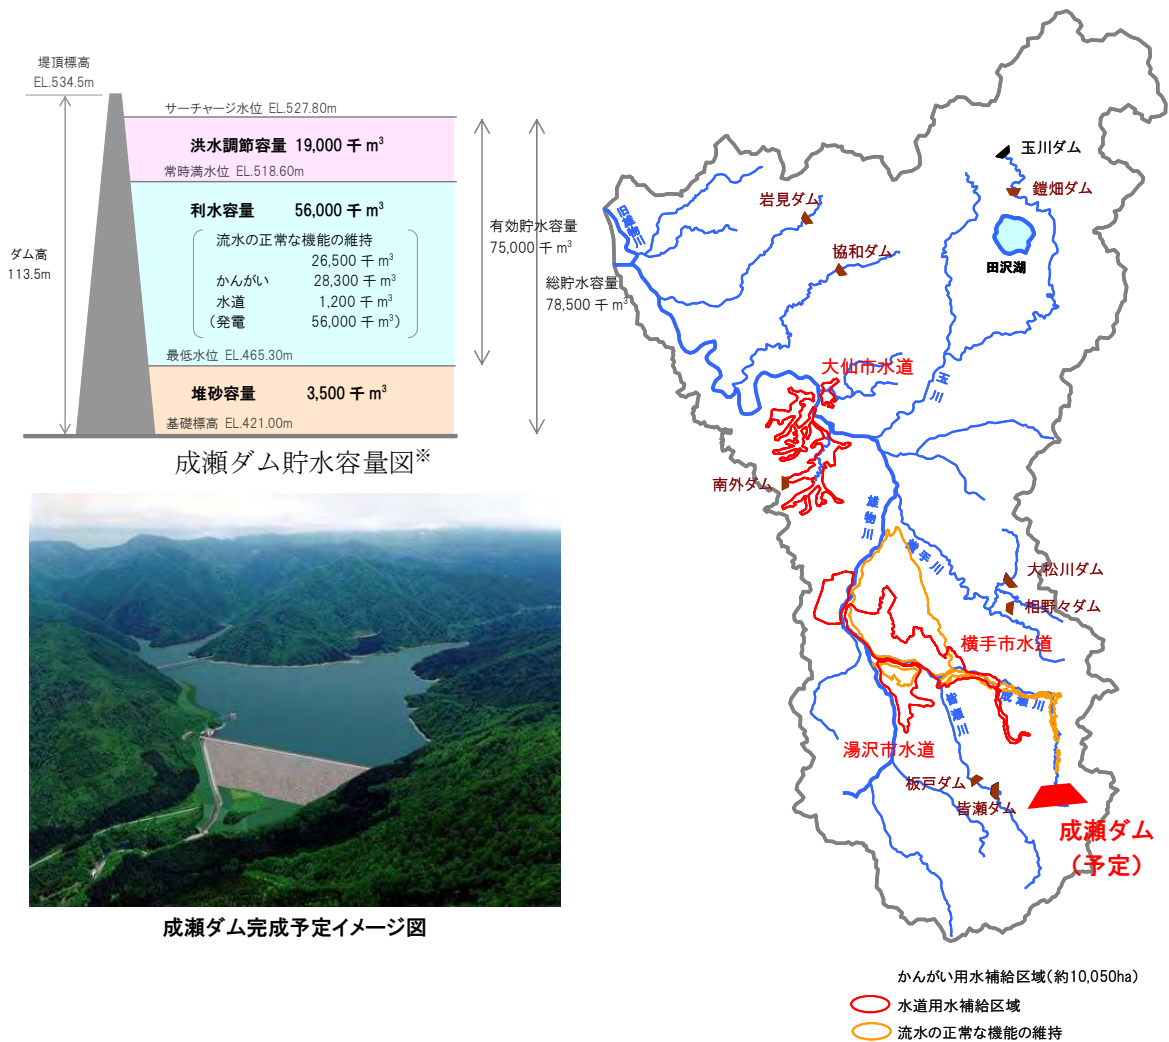 堤頂標高
EL.534.5m
サーチャージ水位 EL.527.80m
洪水調節容量 19,000 千 m³
常時満水位 EL.518.60m
利水容量 56,000 千 m³
流水の正常な機能の維持
26,500 千 m³
かんがい 28,300 千 m³
水道 1,200 千 m³
(発電 56,000 千 m³)
最低水位 EL.465.30m
堆砂容量 3,500 千 m³
基礎標高 EL.421.00m
ダム高
113.5m
有効貯水容量
75,000 千 m³
総貯水容量
78,500 千 m³
成瀬ダム貯水容量図※
成瀬ダム完成予定イメージ図
玉川ダム
鎧畑ダム
岩見ダム
旧雄物川
協和ダム
田沢湖
大仙市水道
玉川
南外ダム
雄物川
横手川
大松川ダム
相野々ダム
横手市水道
成瀬川
皆瀬川
湯沢市水道
板戸ダム
皆瀬ダム
成瀬ダム
(予定)
かんがい用水補給区域(約10,050ha)
水道用水補給区域
流水の正常な機能の維持